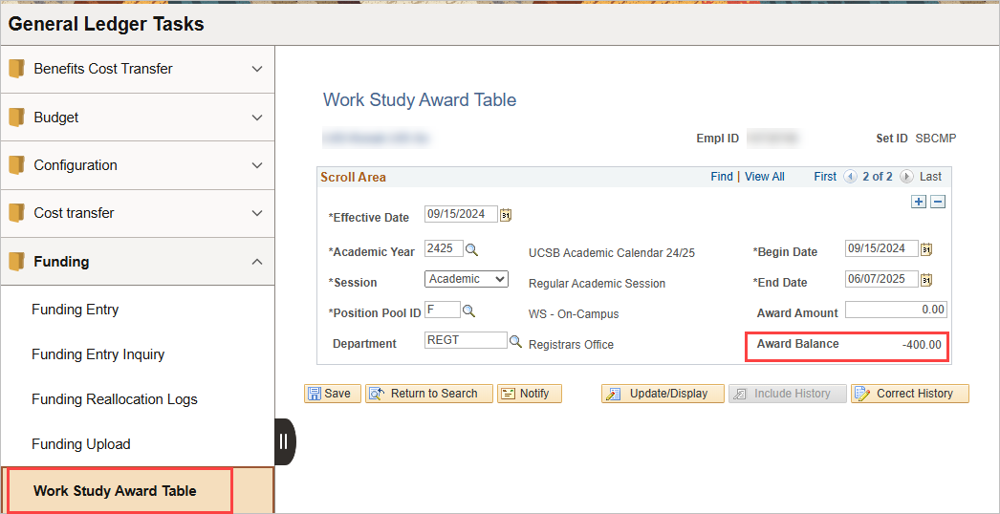 General Ledger Tasks
Benefits Cost Transfer
Budget
Configuration
Cost transfer
Funding
Funding Entry
Funding Entry Inquiry
Funding Reallocation Logs
Funding Upload
Work Study Award Table
Work Study Award Table
Empl ID Set ID SBCMP
Scroll Area Find | View All First 2 of 2 Last
*Effective Date 09/15/2024
*Academic Year 2425 UCSB Academic Calendar 24/25 *Begin Date 09/15/2024
*Session Academic Regular Academic Session *End Date 06/07/2025
*Position Pool ID F WS - On-Campus Award Amount 0.00
Department REGT Registrars Office Award Balance -400.00
Save Return to Search Notify Update/Display Include History Correct History